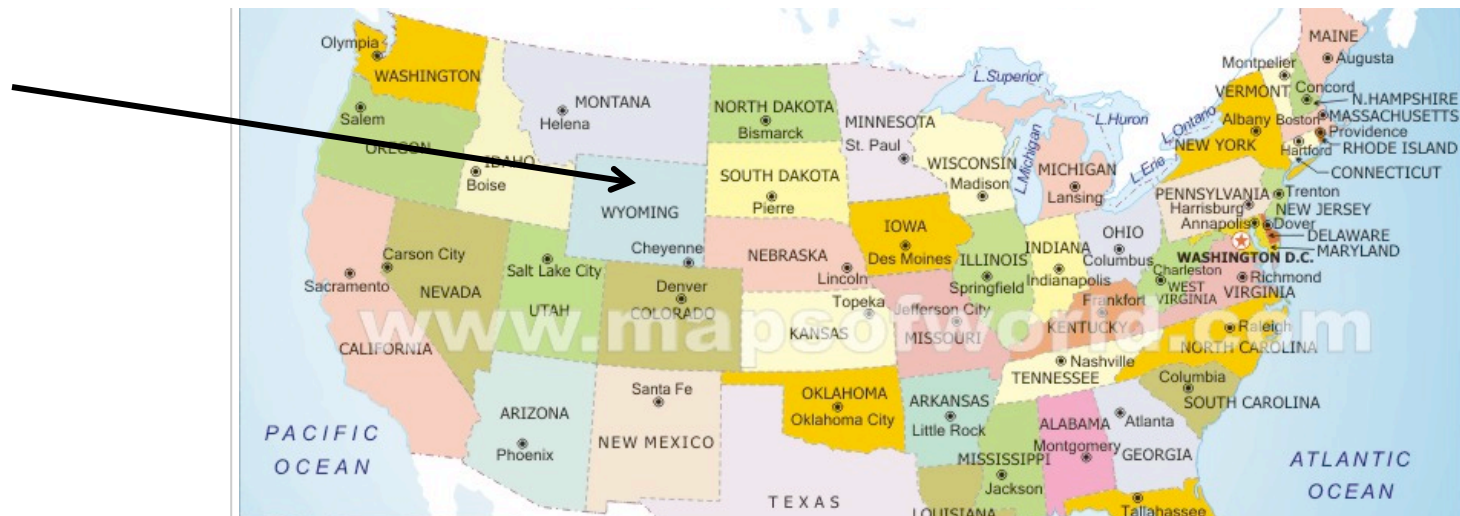 Olympia
WASHINGTON
MAINE
Augusta
Montpelier
VERMONT
Concord
N.HAMPSHIRE
L.Superior
MONTANA
Helena
NORTH DAKOTA
Bismarck
MINNESOTA
St. Paul
L.Huron
L.Ontario
Albany
Boston
MASSACHUSETTS
Providence
RHODE ISLAND
NEW YORK
Hartford
CONNECTICUT
Salem
OREGON
IDAHO
Boise
SOUTH DAKOTA
Pierre
WISCONSIN
Madison
L.Michigan
MICHIGAN
Lansing
L.Erie
PENNSYLVANIA
Harrisburg
Trenton
NEW JERSEY
Annapolis
Dover
DELAWARE
MARYLAND
WASHINGTON D.C.
WYOMING
Cheyenne
IOWA
Des Moines
NEBRASKA
Lincoln
ILLINOIS
Springfield
INDIANA
Indianapolis
OHIO
Columbus
Charleston
WEST
VIRGINIA
Richmond
VIRGINIA
Carson City
Sacramento
NEVADA
Salt Lake City
UTAH
Denver
COLORADO
Topeka
KANSAS
Jefferson City
MISSOURI
Frankfort
KENTUCKY
www.mapsofworld.com
CALIFORNIA
Raleigh
NORTH CAROLINA
Nashville
TENNESSEE
Columbia
SOUTH CAROLINA
ARIZONA
Phoenix
Santa Fe
NEW MEXICO
OKLAHOMA
Oklahoma City
ARKANSAS
Little Rock
ALABAMA
Montgomery
Atlanta
GEORGIA
MISSISSIPPI
Jackson
PACIFIC
OCEAN
ATLANTIC
OCEAN
TEXAS
LOUISIANA
Tallahassee